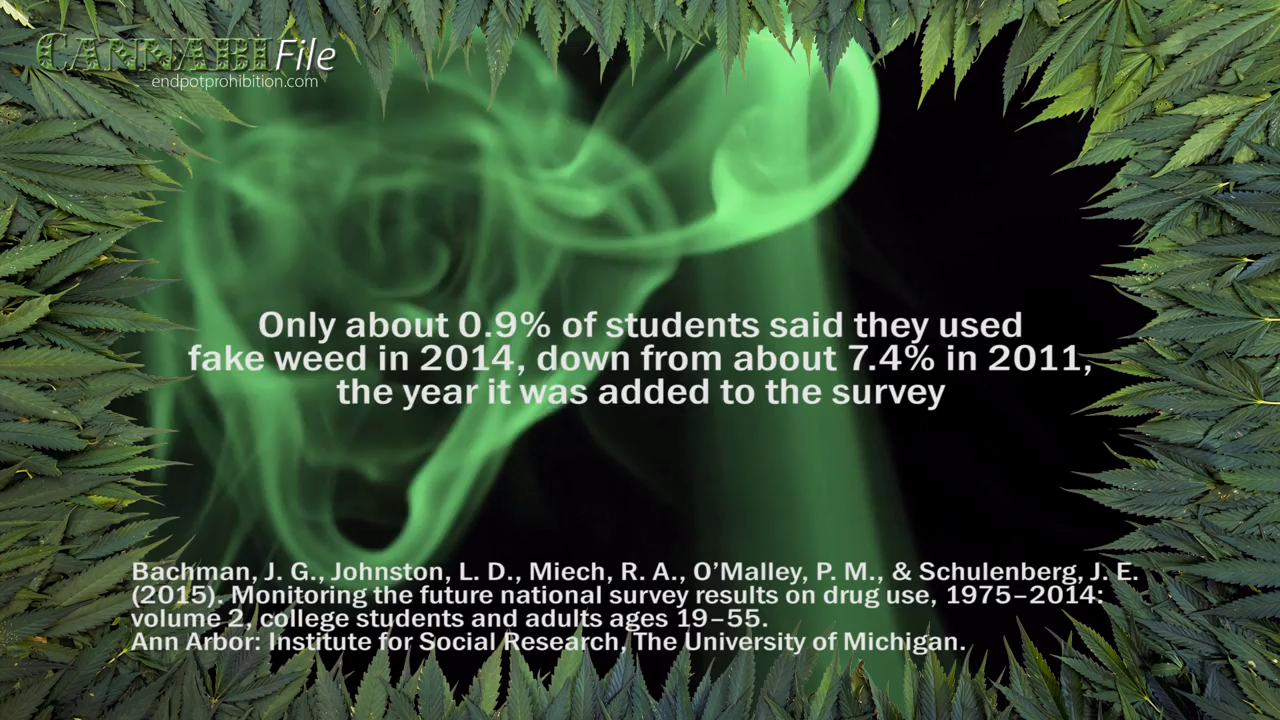 CANNABIFile
endpotprohibition.com
Only about 0.9% of students said they used
fake weed in 2014, down from about 7.4% in 2011,
the year it was added to the survey
Bachman, J. G., Johnston, L. D., Miech, R. A., O’Malley, P. M., & Schulenberg, J. E.
(2015). Monitoring the future national survey results on drug use, 1975–2014:
volume 2, college students and adults ages 19–55.
Ann Arbor: Institute for Social Research, The University of Michigan.